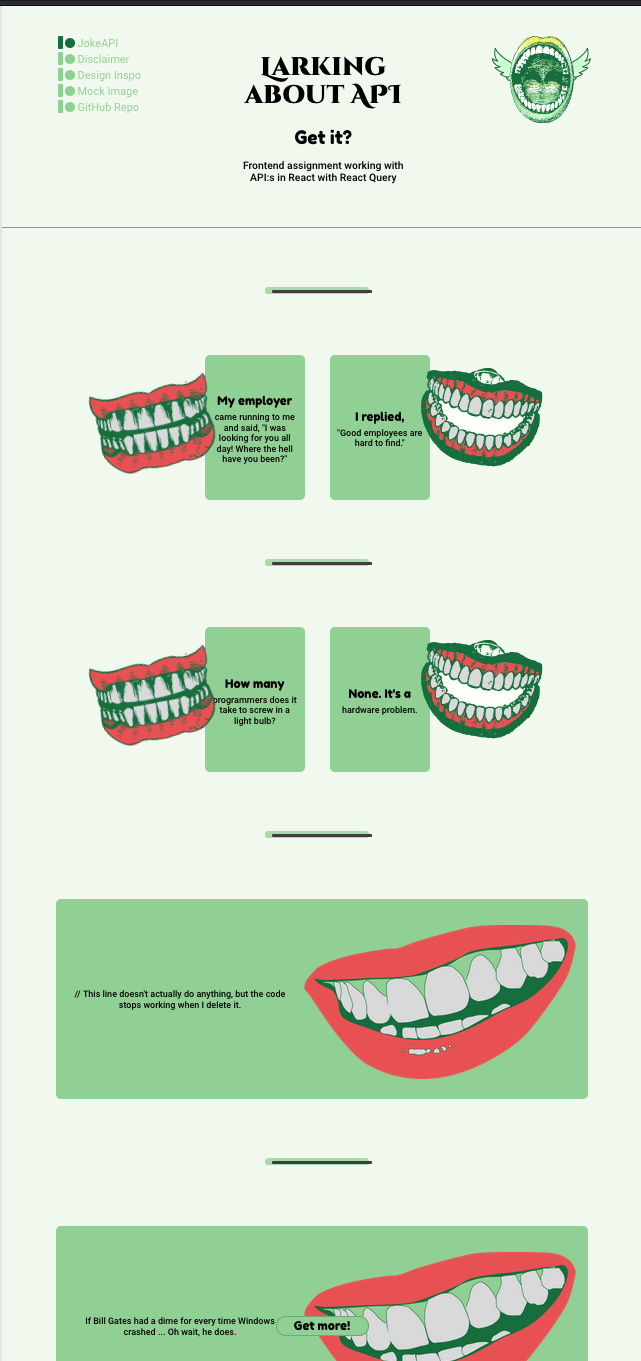 JokeAPI
Disclaimer
Design Inspo
Mock Image
GitHub Repo
LARKING
ABOUT API
Get it?
Frontend assignment working with
API:s in React with React Query
My employer
came running to me
and said, "I was
looking for you all
day! Where the hell
have you been?"
I replied,
"Good employees are
hard to find."
How many
programmers does it
take to screw in a
light bulb?
None. It's a
hardware problem.
// This line doesn't actually do anything, but the code
stops working when I delete it.
If Bill Gates had a dime for every time Windows
crashed ... Oh wait, he does.
Get more!